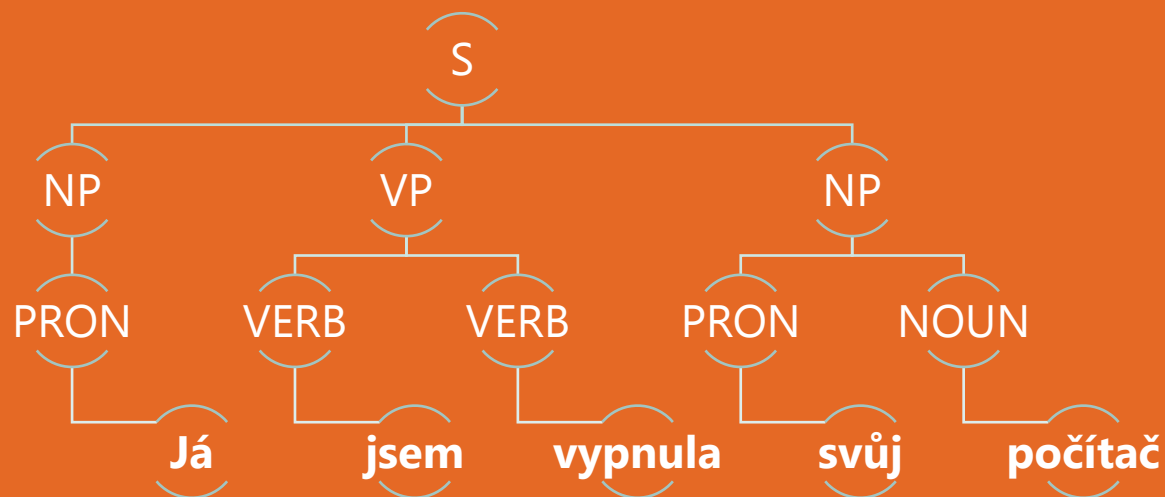 S
NP VP NP
PRON VERB VERB PRON NOUN
Já jsem vypnula svůj počítač